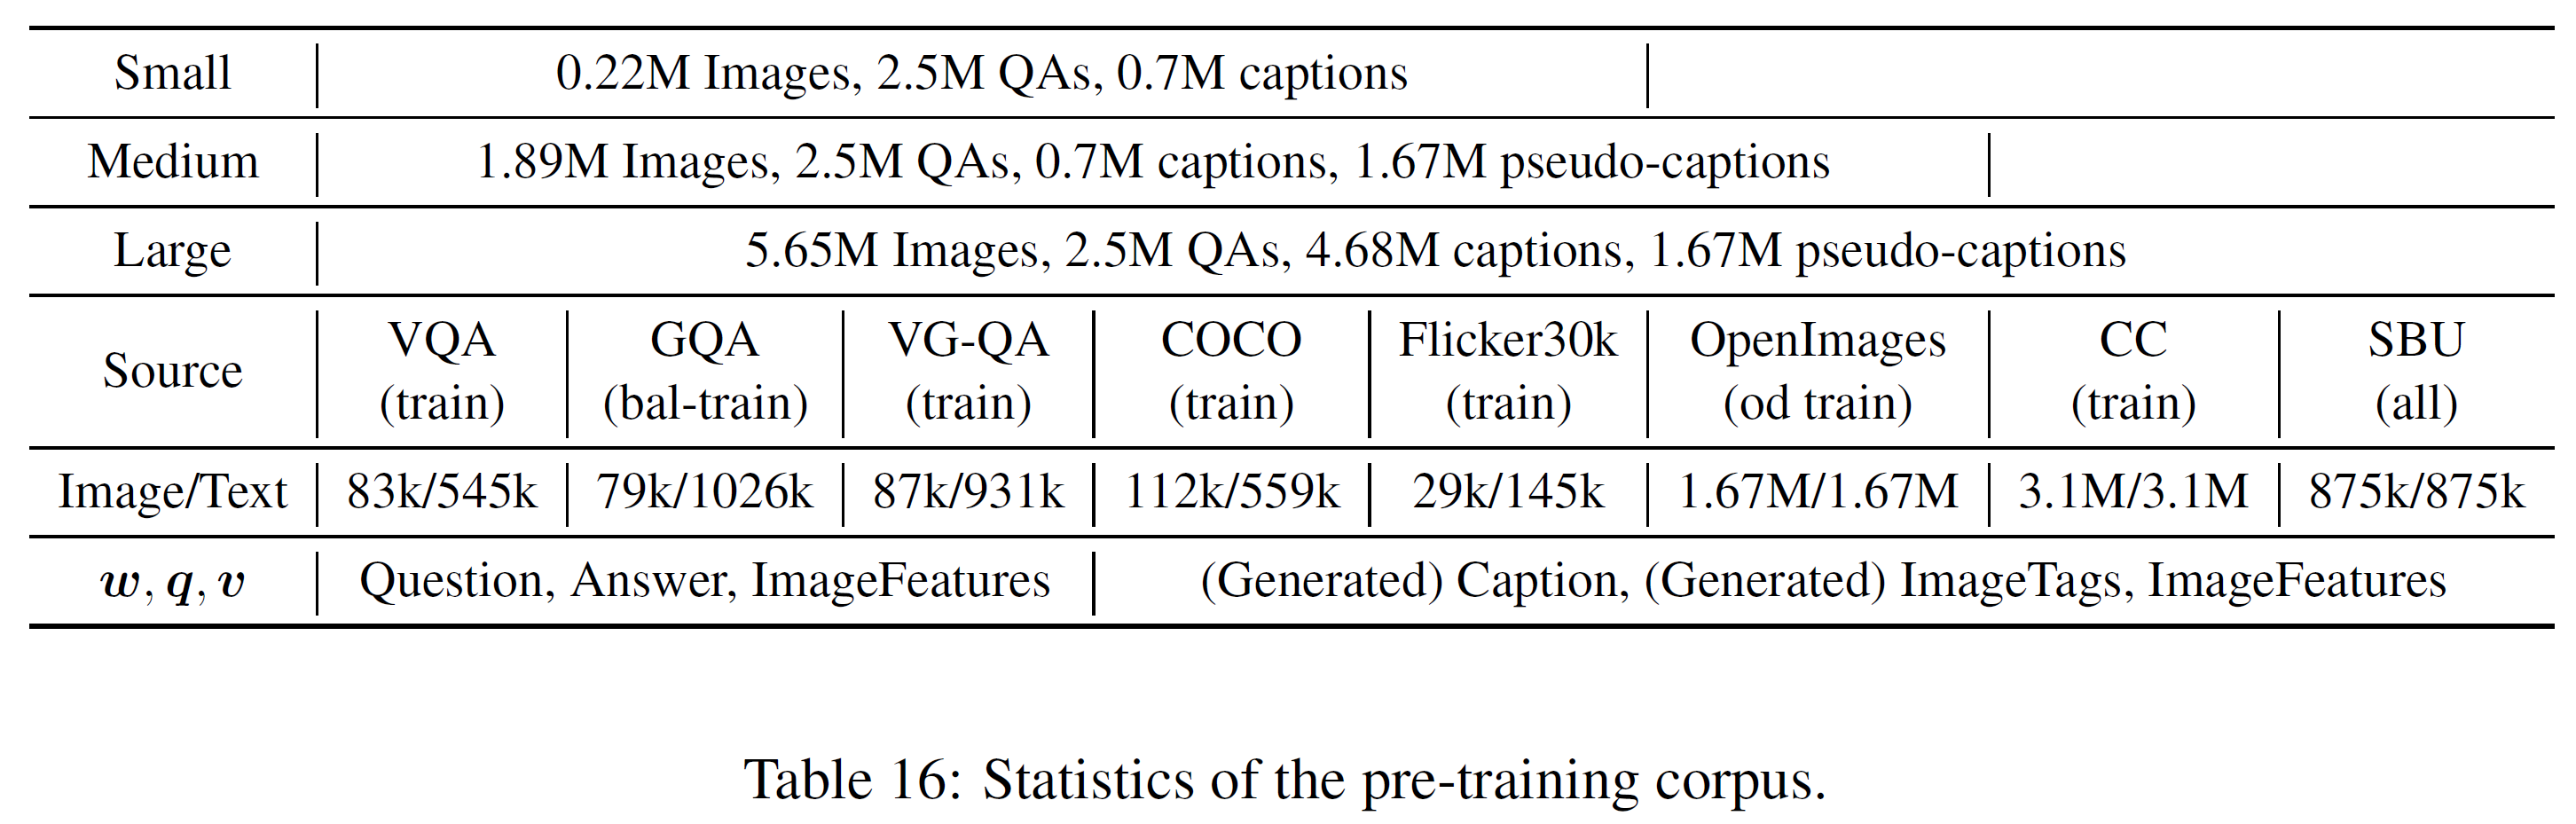 Small 0.22M Images, 2.5M QAs, 0.7M captions
Medium 1.89M Images, 2.5M QAs, 0.7M captions, 1.67M pseudo-captions
Large 5.65M Images, 2.5M QAs, 4.68M captions, 1.67M pseudo-captions
Source VQA (train) GQA (bal-train) VG-QA (train) COCO (train) Flicker30k (train) OpenImages (od train) CC (train) SBU (all)
Image/Text 83k/545k 79k/1026k 87k/931k 112k/559k 29k/145k 1.67M/1.67M 3.1M/3.1M 875k/875k
w, q, v Question, Answer, ImageFeatures (Generated) Caption, (Generated) ImageTags, ImageFeatures
Table 16: Statistics of the pre-training corpus.